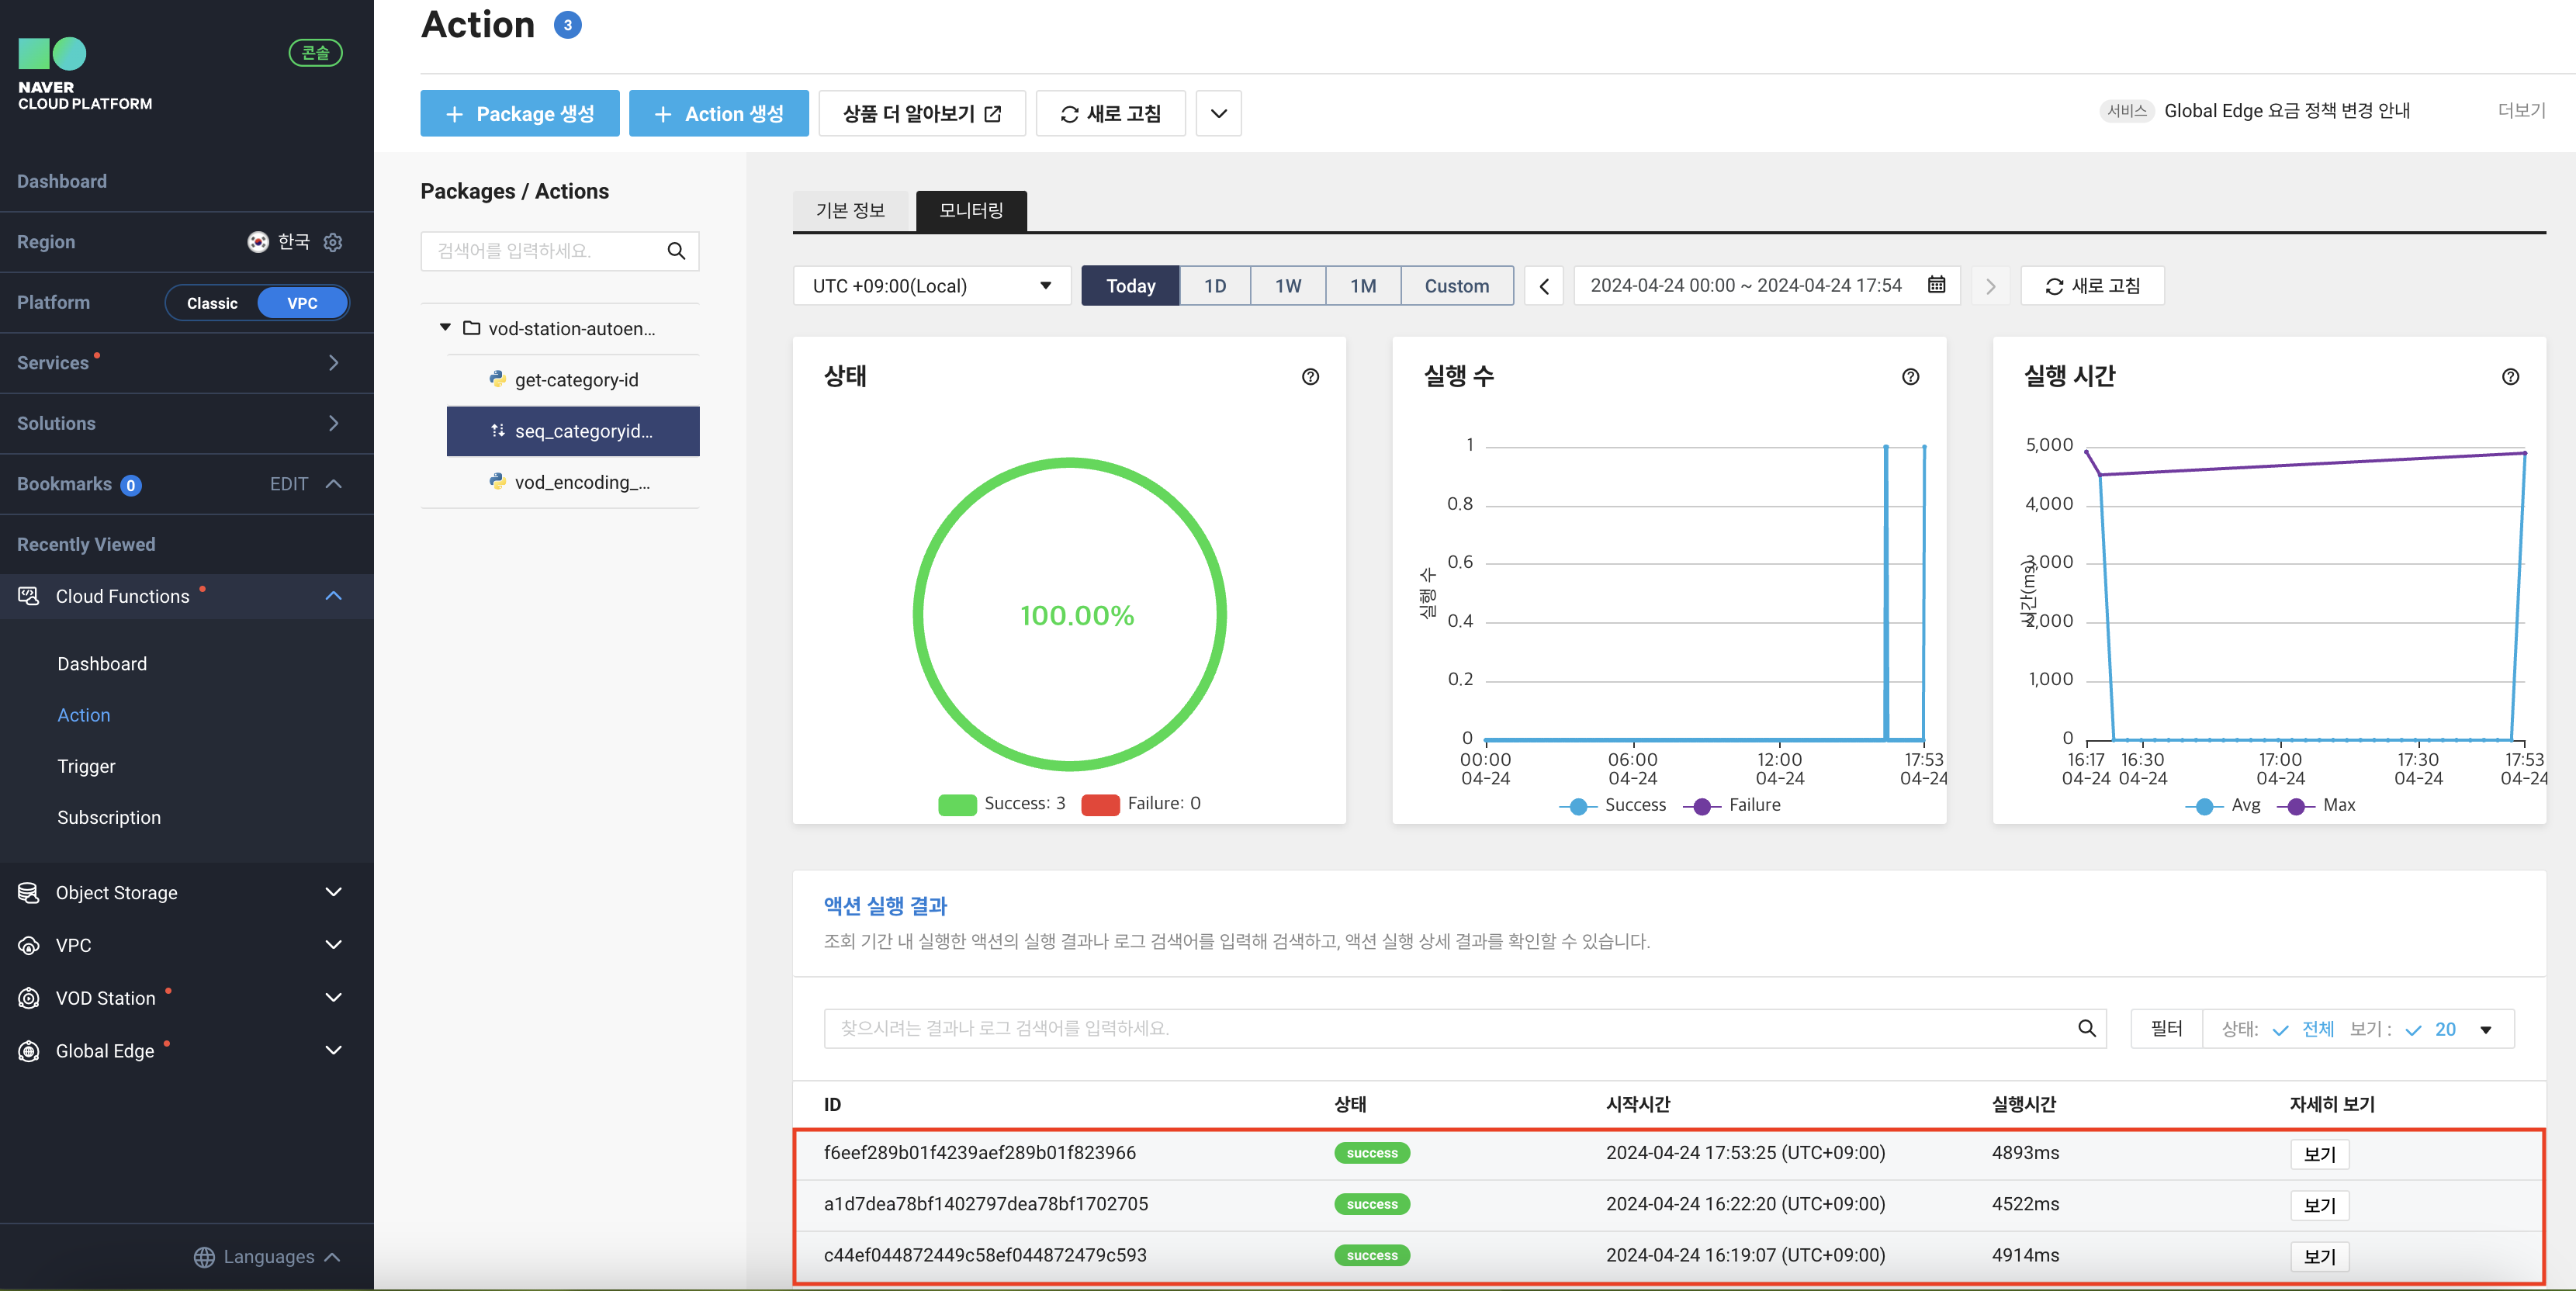 NAVER
CLOUD PLATFORM
콘솔
Dashboard
Region
한국
Platform
Classic
VPC
Services
Solutions
Bookmarks 0
EDIT
Recently Viewed
Cloud Functions
Dashboard
Action
Trigger
Subscription
Object Storage
VPC
VOD Station
Global Edge
Languages
Action 3
+ Package 생성
+ Action 생성
상품 더 알아보기
새로 고침
서비스 Global Edge 요금 정책 변경 안내
더보기
Packages / Actions
검색어를 입력하세요.
vod-station-autoen...
get-category-id
seq_categoryid...
vod_encoding_...
기본 정보
모니터링
UTC +09:00(Local)
Today
1D
1W
1M
Custom
2024-04-24 00:00 ~ 2024-04-24 17:54
새로 고침
상태
100.00%
Success: 3
Failure: 0
실행 수
실행 수
1
0.8
0.6
0.4
0.2
0
00:00
04-24
06:00
04-24
12:00
04-24
17:53
04-24
Success
Failure
실행 시간
시간(ms)
5,000
4,000
3,000
2,000
1,000
0
16:17
04-24
16:30
04-24
17:00
04-24
17:30
04-24
17:53
04-24
Avg
Max
액션 실행 결과
조회 기간 내 실행한 액션의 실행 결과나 로그 검색어를 입력해 검색하고, 액션 실행 상세 결과를 확인할 수 있습니다.
찾으시려는 결과나 로그 검색어를 입력하세요.
필터
상태: 전체 보기 : 20
ID 상태 시작시간 실행시간 자세히 보기
f6eef289b01f4239aef289b01f823966 success 2024-04-24 17:53:25 (UTC+09:00) 4893ms 보기
a1d7dea78bf1402797dea78bf1702705 success 2024-04-24 16:22:20 (UTC+09:00) 4522ms 보기
c44ef044872449c58ef044872479c593 success 2024-04-24 16:19:07 (UTC+09:00) 4914ms 보기